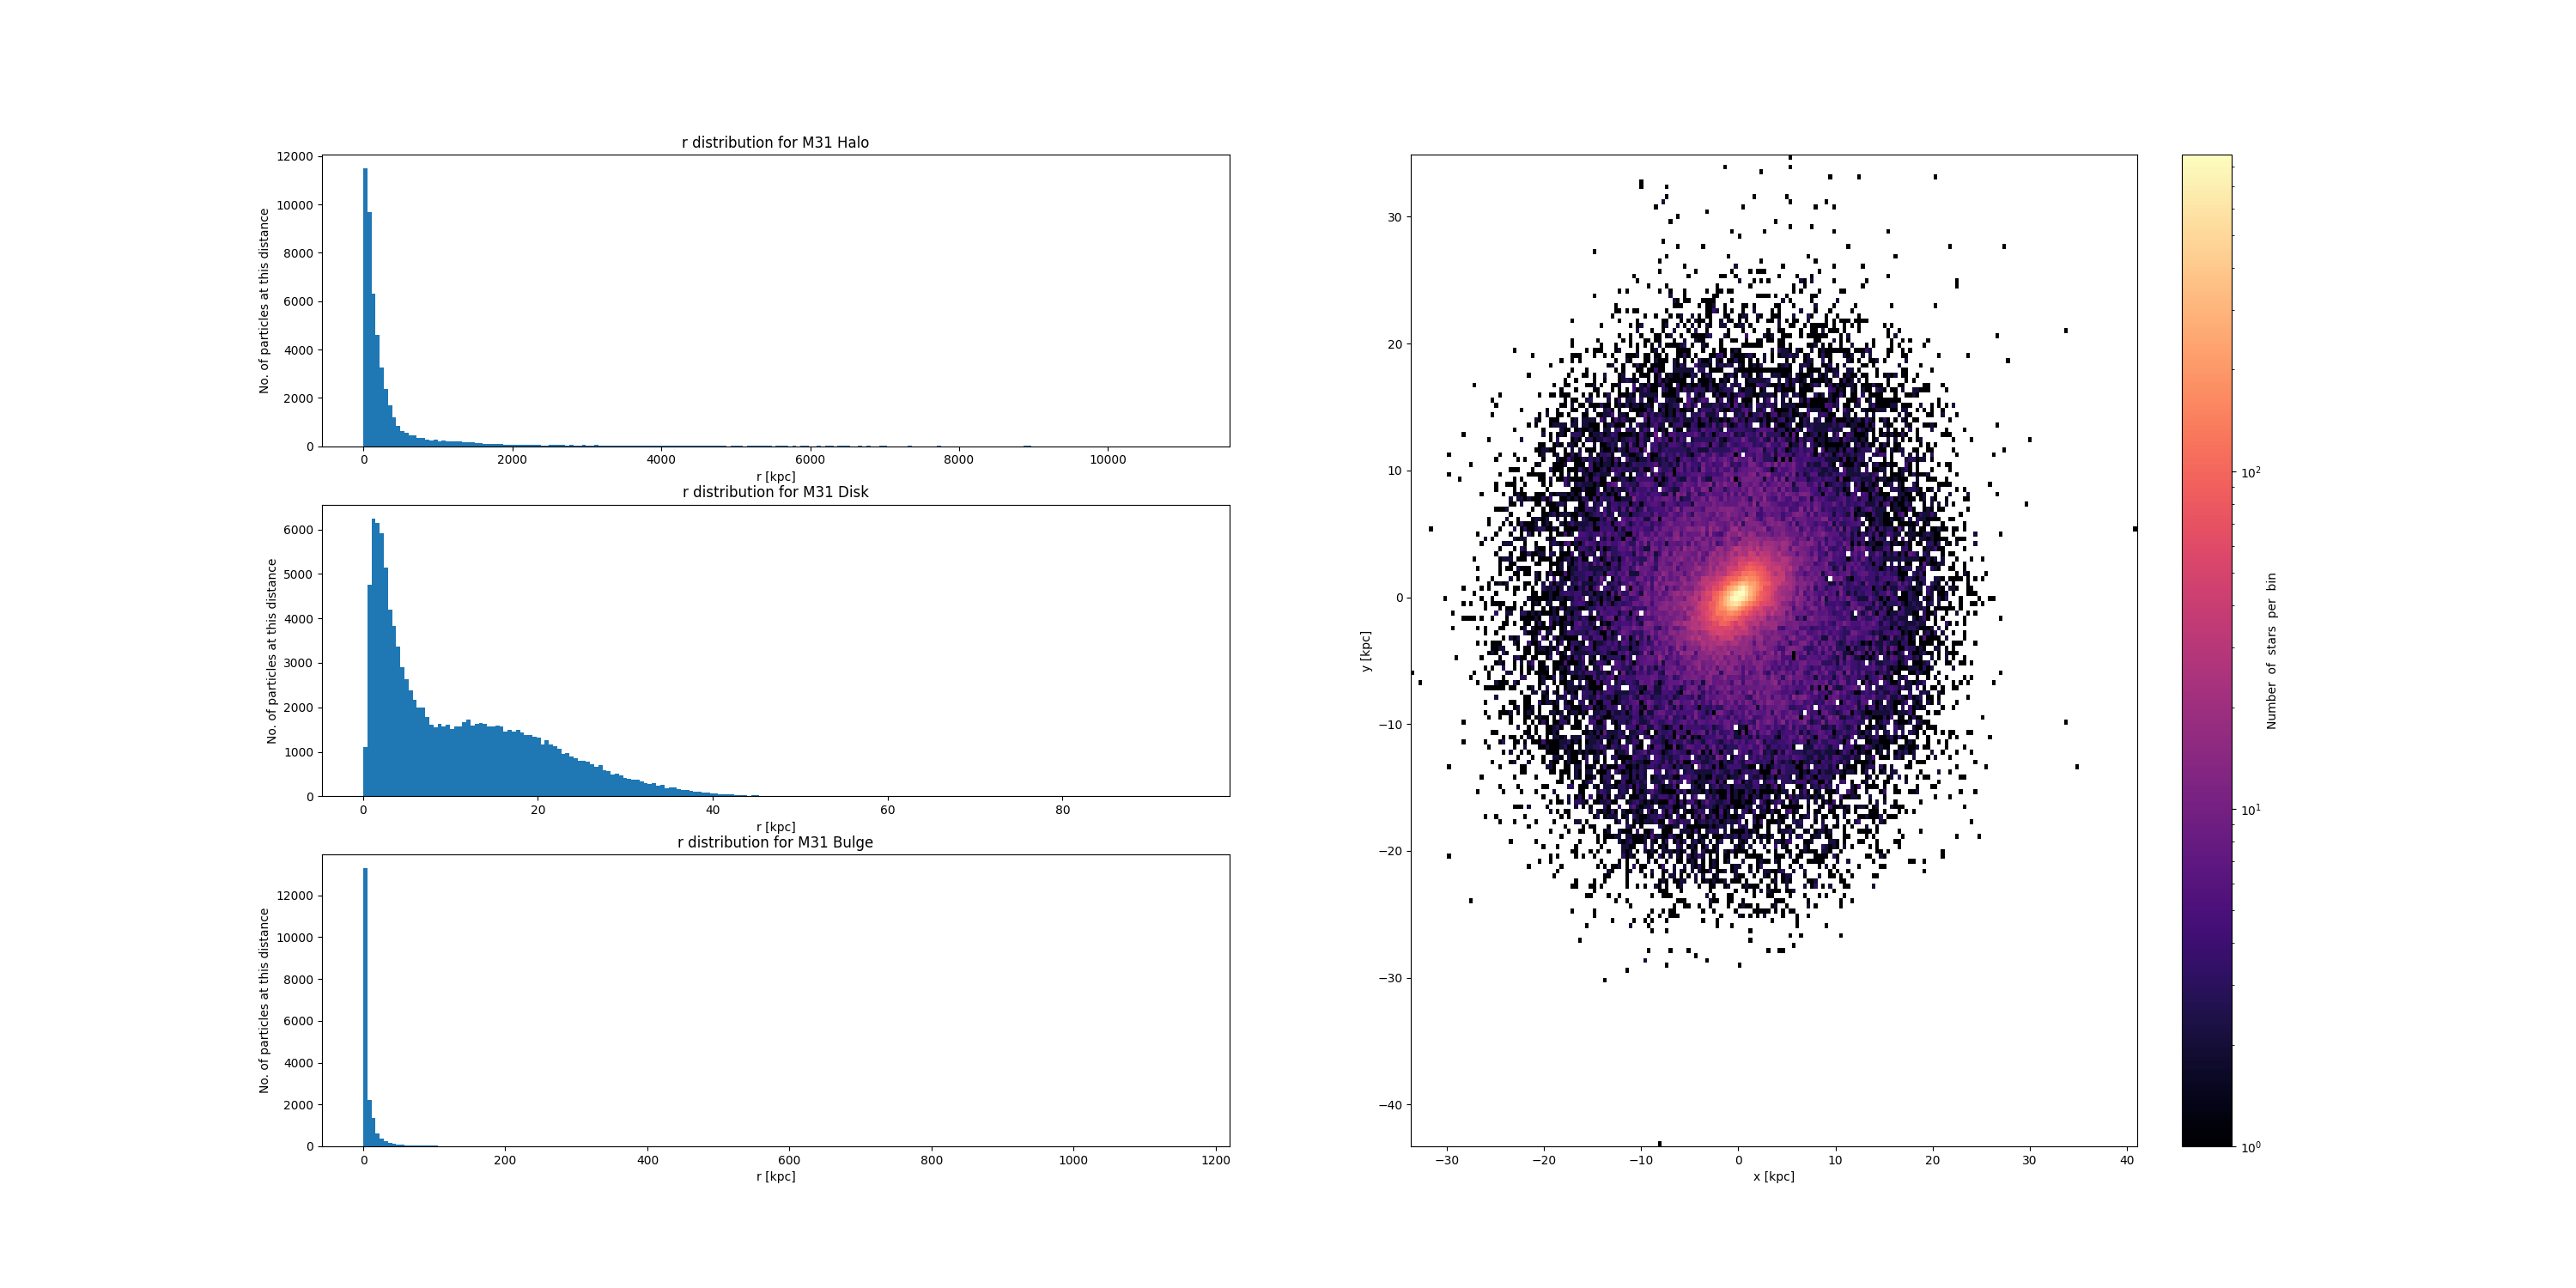 r distribution for M31 Halo
No. of particles at this distance
12000
10000
8000
6000
4000
2000
0
0 2000 4000 6000 8000 10000
r [kpc]
r distribution for M31 Disk
No. of particles at this distance
6000
5000
4000
3000
2000
1000
0
0 20 40 60 80
r [kpc]
r distribution for M31 Bulge
No. of particles at this distance
12000
10000
8000
6000
4000
2000
0
0 200 400 600 800 1000 1200
r [kpc]
y [kpc]
30
20
10
0
−10
−20
−30
−40
−30 −20 −10 0 10 20 30 40
x [kpc]
10²
10¹
10⁰
Number of stars per bin